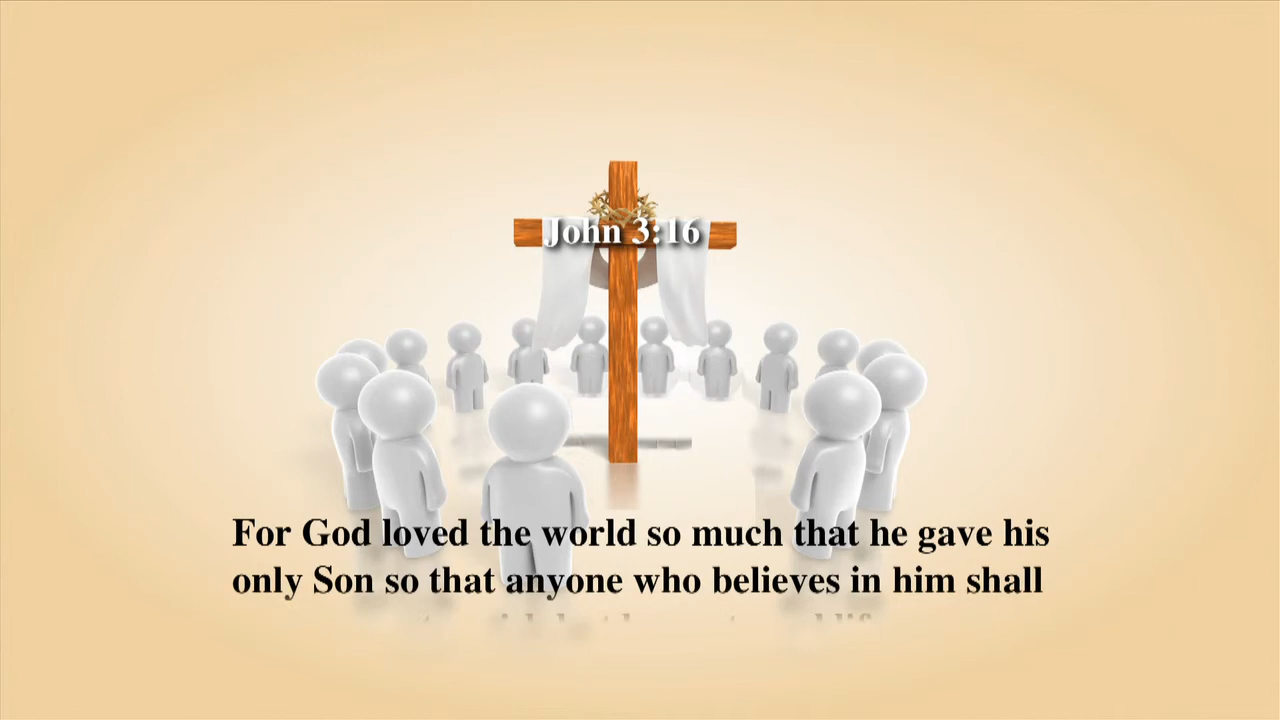 John 3:16
For God loved the world so much that he gave his
only Son so that anyone who believes in him shall